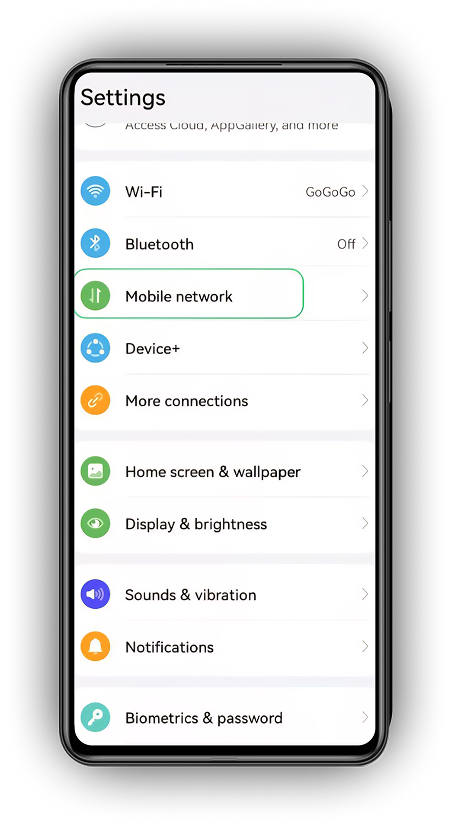 Settings
Access Cloud, AppGallery, and more
Wi-Fi GoGoGo
Bluetooth Off
Mobile network
Device+
More connections
Home screen & wallpaper
Display & brightness
Sounds & vibration
Notifications
Biometrics & password